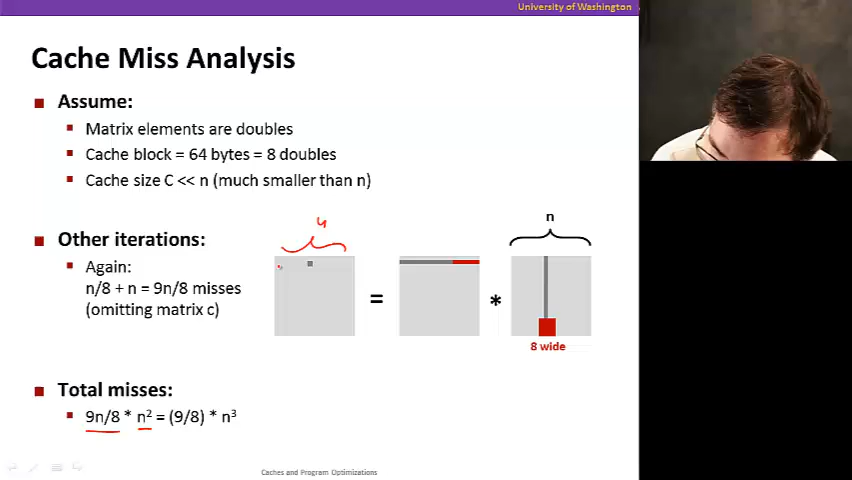 University of Washington
Cache Miss Analysis
Assume:
Matrix elements are doubles
Cache block = 64 bytes = 8 doubles
Cache size C << n (much smaller than n)
Other iterations:
Again:
n/8 + n = 9n/8 misses
(omitting matrix c)
n
=
*
8 wide
Total misses:
9n/8 * n² = (9/8) * n³
Caches and Program Optimizations